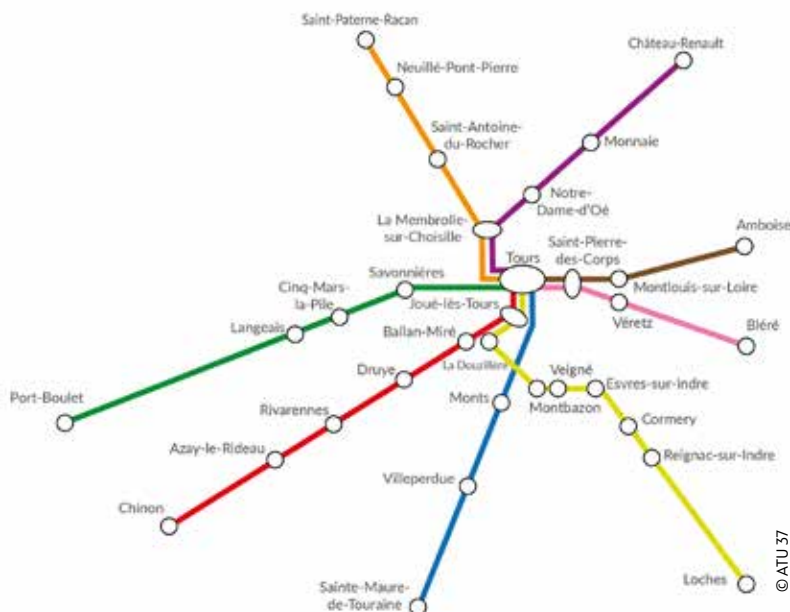 Saint-Paterne-Racan
Château-Renault
Neuillé-Pont-Pierre
Saint-Antoine-
du-Rocher
Monnaie
Notre-
Dame-d'Oé
La Membrolle-
sur-Choisille
Amboise
Saint-Pierre-
des-Corps
Tours
Savonnières
Montlouis-sur-Loire
Cinq-Mars-
la-Pile
Joué-lès-Tours
Véretz
Langeais
Ballan-Miré
Bléré
La Douzillère
Druye
Veigné
Esvres-sur-indre
Port-Boulet
Monts
Montbazon
Rivarennes
Cormery
Azay-le-Rideau
Reignac-sur-Indre
Villeperdue
Chinon
Loches
Sainte-Maure-
de-Touraine
© ATU 37